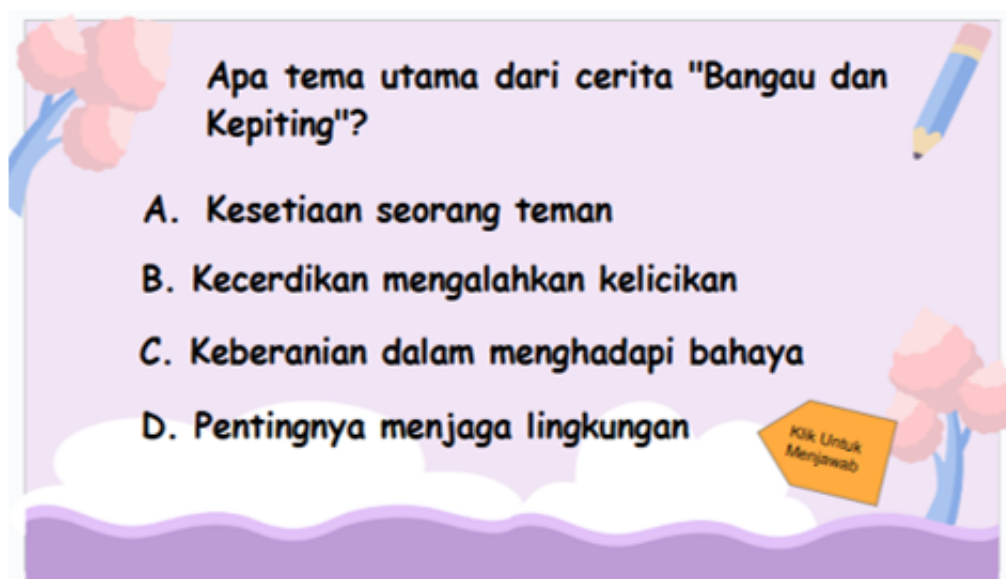 Apa tema utama dari cerita "Bangau dan
Kepiting"?
A. Kesetiaan seorang teman
B. Kecerdikan mengalahkan kelicikan
C. Keberanian dalam menghadapi bahaya
D. Pentingnya menjaga lingkungan
Klik Untuk
Menjawab